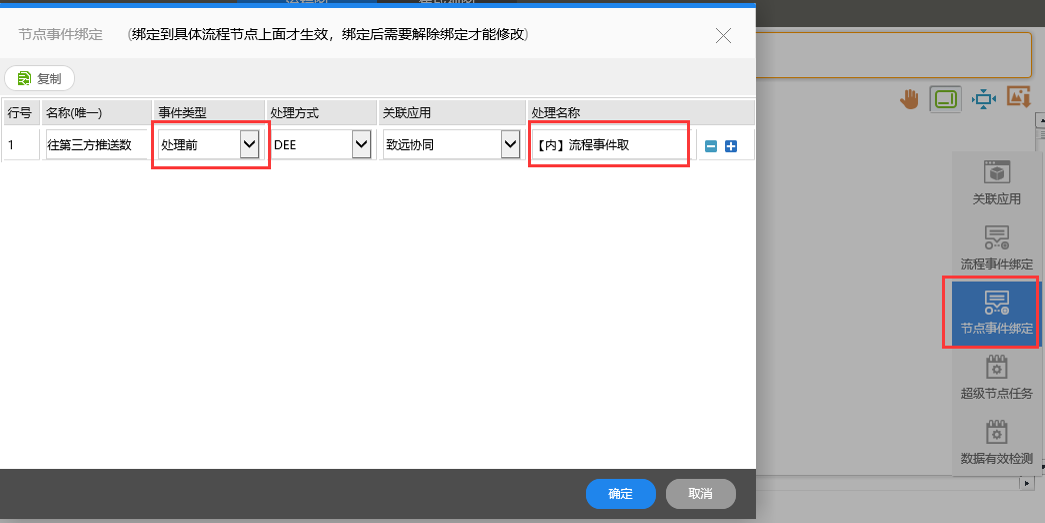 节点事件绑定 (绑定到具体流程节点上面才生效，绑定后需要解除绑定才能修改)
复制
行号 名称(唯一) 事件类型 处理方式 关联应用 处理名称
1 往第三方推送数 处理前 DEE 致远协同 【内】流程事件取
关联应用
流程事件绑定
节点事件绑定
超级节点任务
数据有效检测
确定 取消